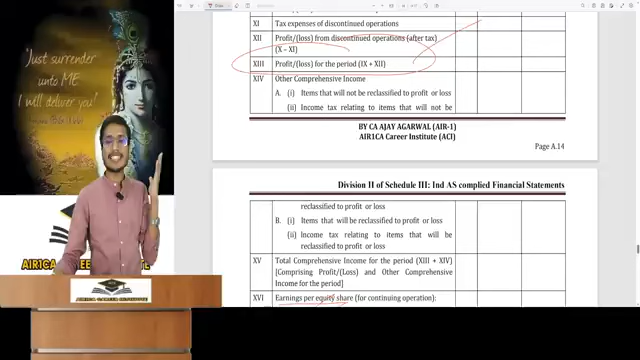 "Just surrender
unto ME
I will deliver you"
AIR1CA CAREER INSTITUTE
AIR1CA CAREER INSTITUTE
XI Tax expenses of discontinued operations
XII Profit/(loss) from discontinued operations (after tax)
(X – XI)
XIII Profit/(loss) for the period (IX + XII)
XIV Other Comprehensive Income
A. (i) Items that will not be reclassified to profit or loss
(ii) Income tax relating to items that will not be
BY CA AJAY AGARWAL (AIR-1)
AIR1CA Career Institute (ACI)
Page A.14
Division II of Schedule III: Ind AS complied Financial Statements
reclassified to profit or loss
B. (i) Items that will be reclassified to profit or loss
(ii) Income tax relating to items that will be
reclassified to profit or loss
XV Total Comprehensive Income for the period (XIII + XIV)
[Comprising Profit/(Loss) and Other Comprehensive
Income for the period]
XVI Earnings per equity share (for continuing operation):